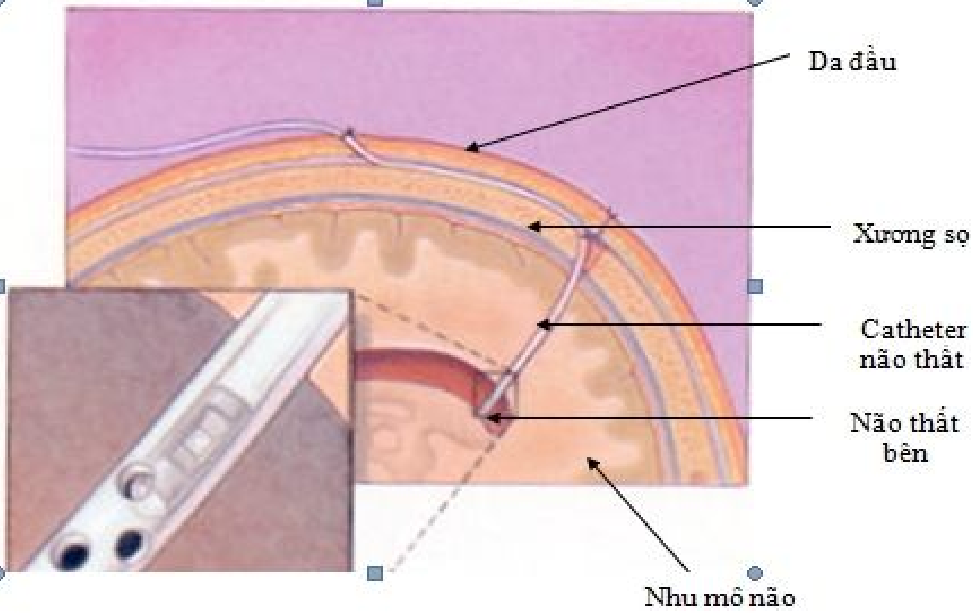 Da đầu
Xương sọ
Catheter
não thất
Não thất
bên
Nhu mô não